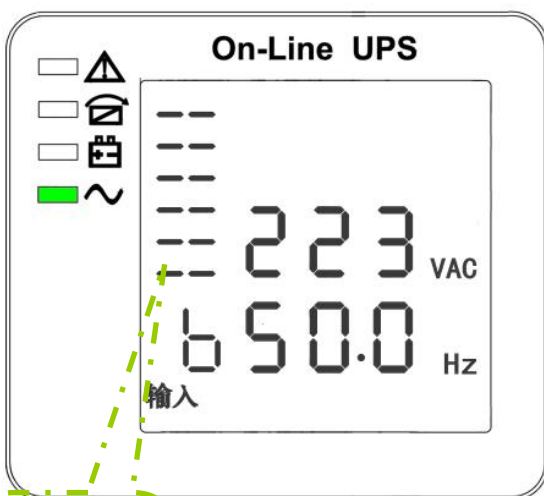 On-Line UPS
223 VAC
b 50.0 Hz
输入